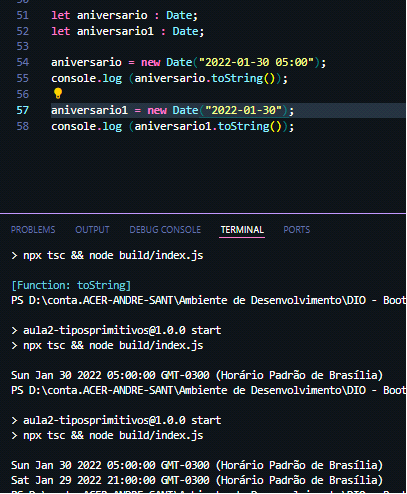 51 let aniversario : Date;
52 let aniversario1 : Date;
53
54 aniversario = new Date("2022-01-30 05:00");
55 console.log (aniversario.toString());
56
57 aniversario1 = new Date("2022-01-30");
58 console.log (aniversario1.toString());
PROBLEMS OUTPUT DEBUG CONSOLE TERMINAL PORTS
> npx tsc && node build/index.js
[Function: toString]
PS D:\conta.ACER-ANDRE-SANT\Ambiente de Desenvolvimento\DIO - Boot
> aula2-tiposprimitivos@1.0.0 start
> npx tsc && node build/index.js
Sun Jan 30 2022 05:00:00 GMT-0300 (Horário Padrão de Brasília)
PS D:\conta.ACER-ANDRE-SANT\Ambiente de Desenvolvimento\DIO - Boot
> aula2-tiposprimitivos@1.0.0 start
> npx tsc && node build/index.js
Sun Jan 30 2022 05:00:00 GMT-0300 (Horário Padrão de Brasília)
Sat Jan 29 2022 21:00:00 GMT-0300 (Horário Padrão de Brasília)